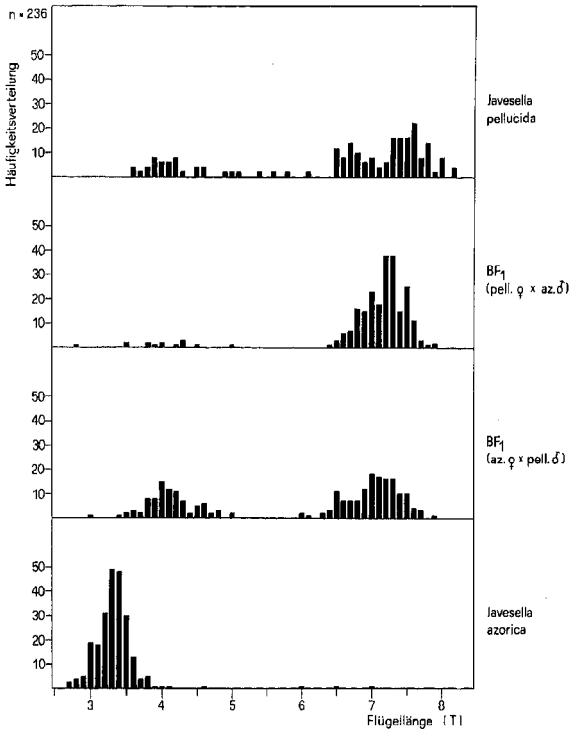 n = 236
Häufigkeitsverteilung
50
40
30
20
10
Javesella
pellucida
50
40
30
20
10
BF1
(pell. ♀ x az. ♂)
50
40
30
20
10
BF1
(az. ♀ x pell. ♂)
50
40
30
20
10
Javesella
azorica
3 4 5 6 7 8
Flügellänge (T)